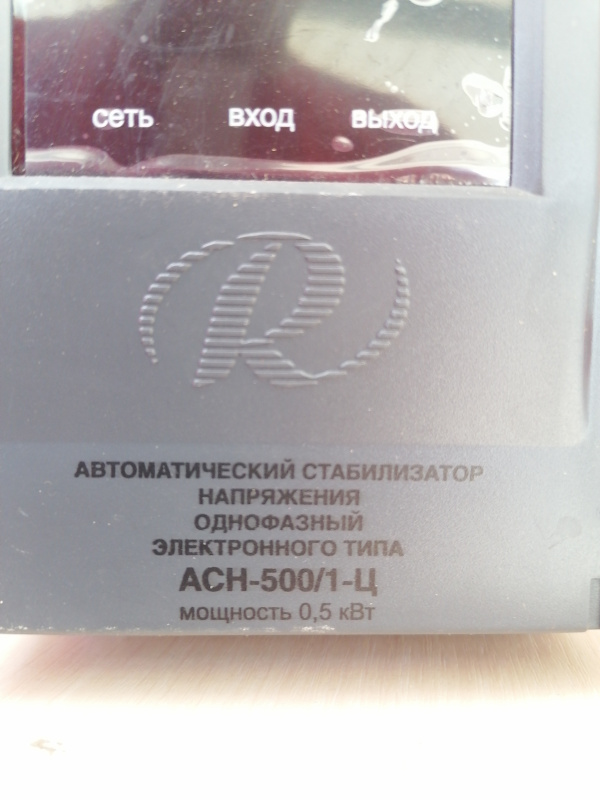 сеть вход выход
R
АВТОМАТИЧЕСКИЙ СТАБИЛИЗАТОР
НАПРЯЖЕНИЯ
ОДНОФАЗНЫЙ
ЭЛЕКТРОННОГО ТИПА
АСН-500/1-Ц
мощность 0,5 кВт